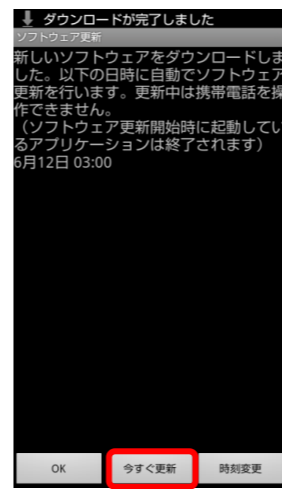 ダウンロードが完了しました
ソフトウェア更新
新しいソフトウェアをダウンロードしま
した。以下の日時に自動でソフトウェア
更新を行います。更新中は携帯電話を操
作できません。
（ソフトウェア更新開始時に起動してい
るアプリケーションは終了されます）
6月12日 03:00
OK 今すぐ更新 時刻変更